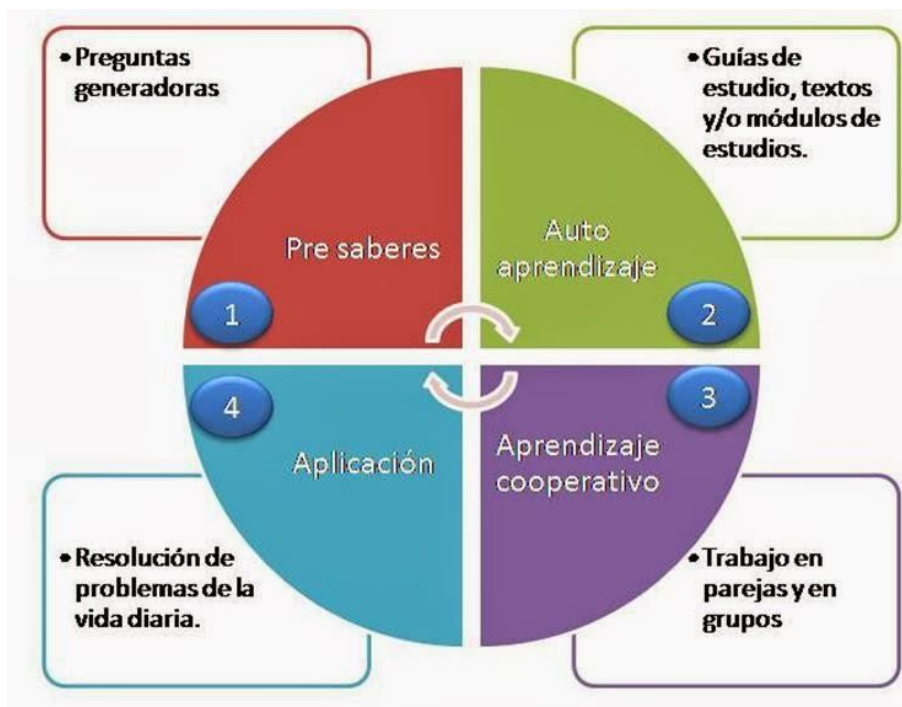 • Preguntas
generadoras
• Guías de
estudio, textos
y/o módulos de
estudios.
Pre saberes
Auto
aprendizaje
1
2
4
3
Aplicación
Aprendizaje
cooperativo
• Resolución de
problemas de la
vida diaria.
• Trabajo en
parejas y en
grupos